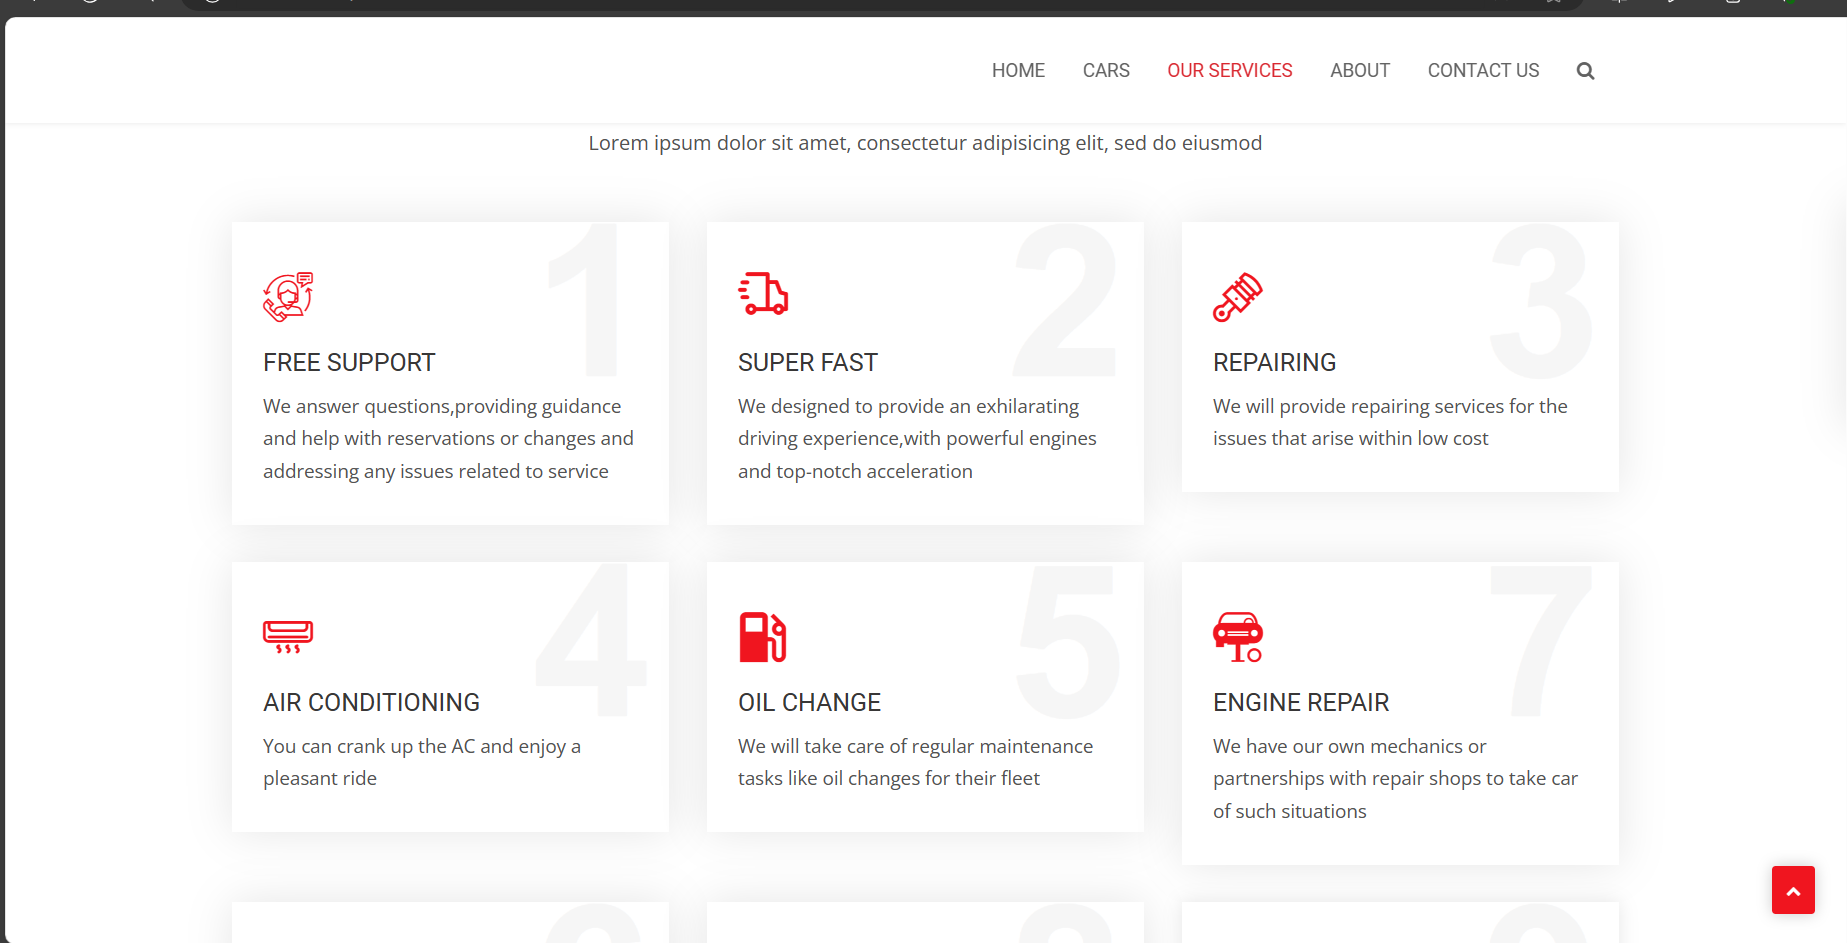 HOME CARS OUR SERVICES ABOUT CONTACT US
Lorem ipsum dolor sit amet, consectetur adipisicing elit, sed do eiusmod
1
FREE SUPPORT
We answer questions,providing guidance
and help with reservations or changes and
addressing any issues related to service
2
SUPER FAST
We designed to provide an exhilarating
driving experience,with powerful engines
and top-notch acceleration
3
REPAIRING
We will provide repairing services for the
issues that arise within low cost
4
AIR CONDITIONING
You can crank up the AC and enjoy a
pleasant ride
5
OIL CHANGE
We will take care of regular maintenance
tasks like oil changes for their fleet
7
ENGINE REPAIR
We have our own mechanics or
partnerships with repair shops to take car
of such situations